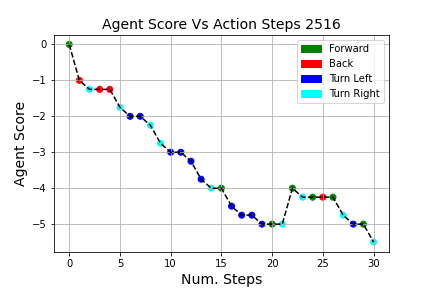 Agent Score Vs Action Steps 2516
Forward
Back
Turn Left
Turn Right
Agent Score
0
−1
−2
−3
−4
−5
0 5 10 15 20 25 30
Num. Steps